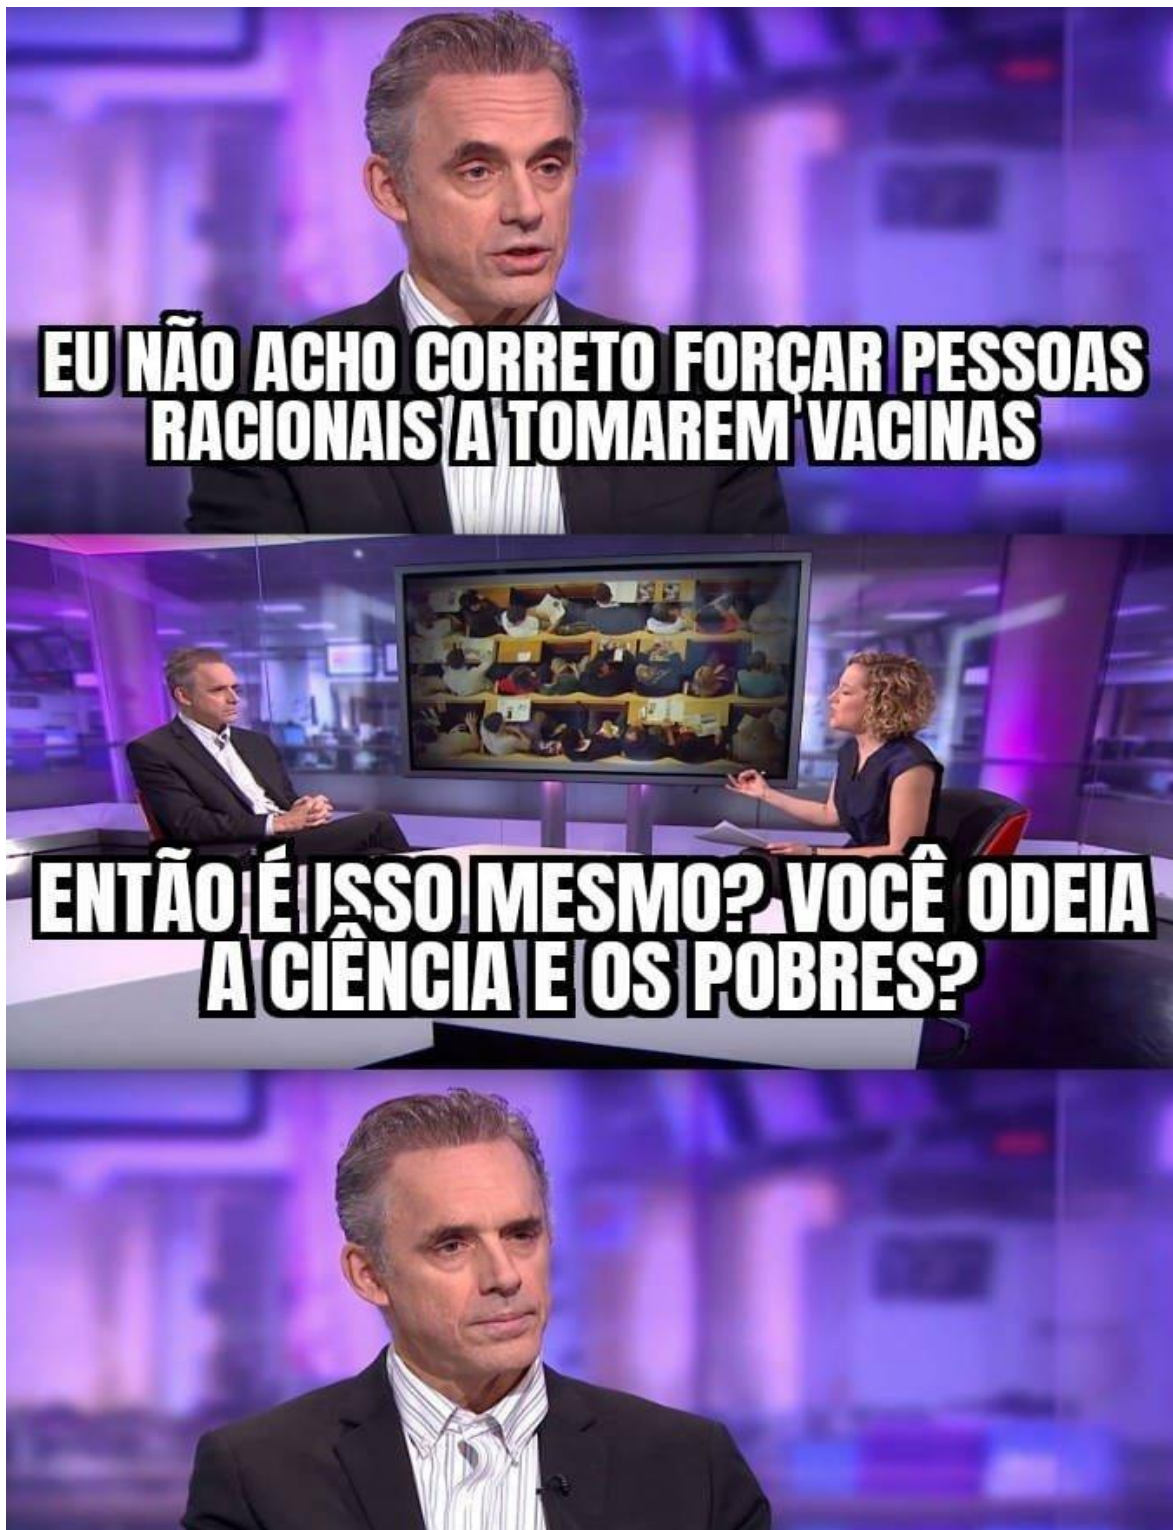 EU NÃO ACHO CORRETO FORÇAR PESSOAS
RACIONAIS A TOMAREM VACINAS
ENTÃO É ISSO MESMO? VOCÊ ODEIA
A CIÊNCIA E OS POBRES?